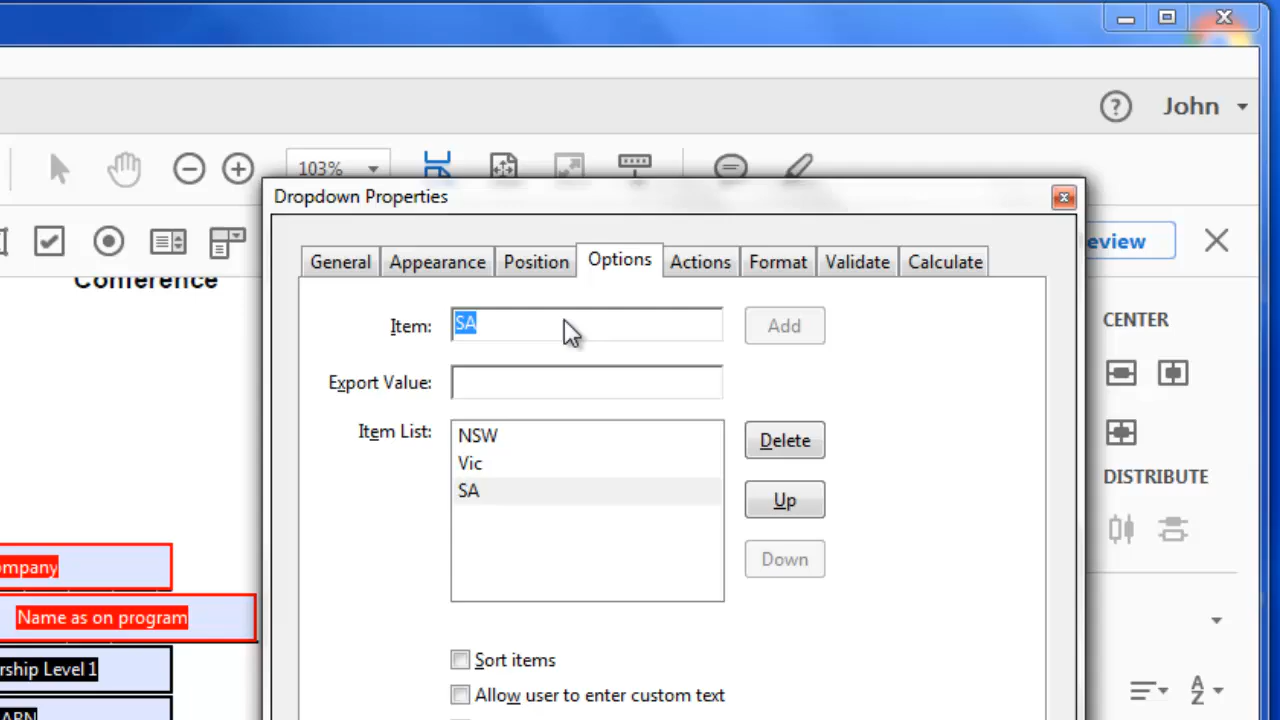 John
103%
Dropdown Properties
eview
General Appearance Position Options Actions Format Validate Calculate
Conference
Item: SA Add
CENTER
Export Value:
Item List: NSW Delete
Vic
SA Up
DISTRIBUTE
Down
ompany
Name as on program
rship Level 1
Sort items
Allow user to enter custom text
ABN